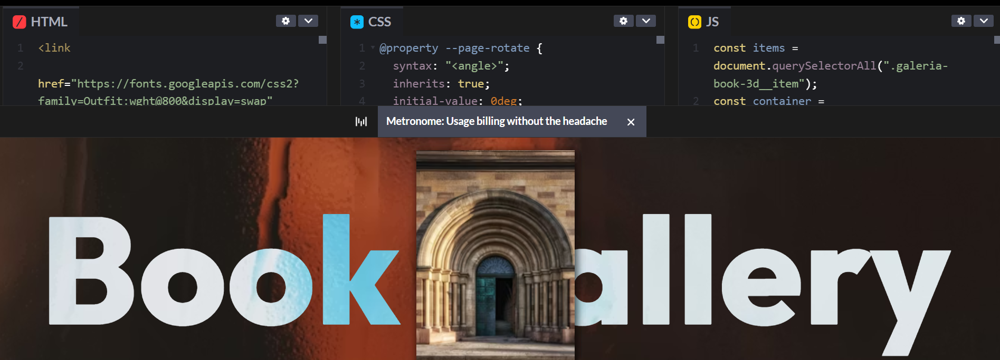 HTML
1 <link
2
href="https://fonts.googleapis.com/css2?
family=Outfit:wght@800&display=swap"
CSS
1 @property --page-rotate {
2 syntax: "<angle>";
3 inherits: true;
4 initial-value: 0deg;
JS
1 const items =
document.querySelectorAll(".galeria-
book-3d__item");
2 const container =
Metronome: Usage billing without the headache
Book allery